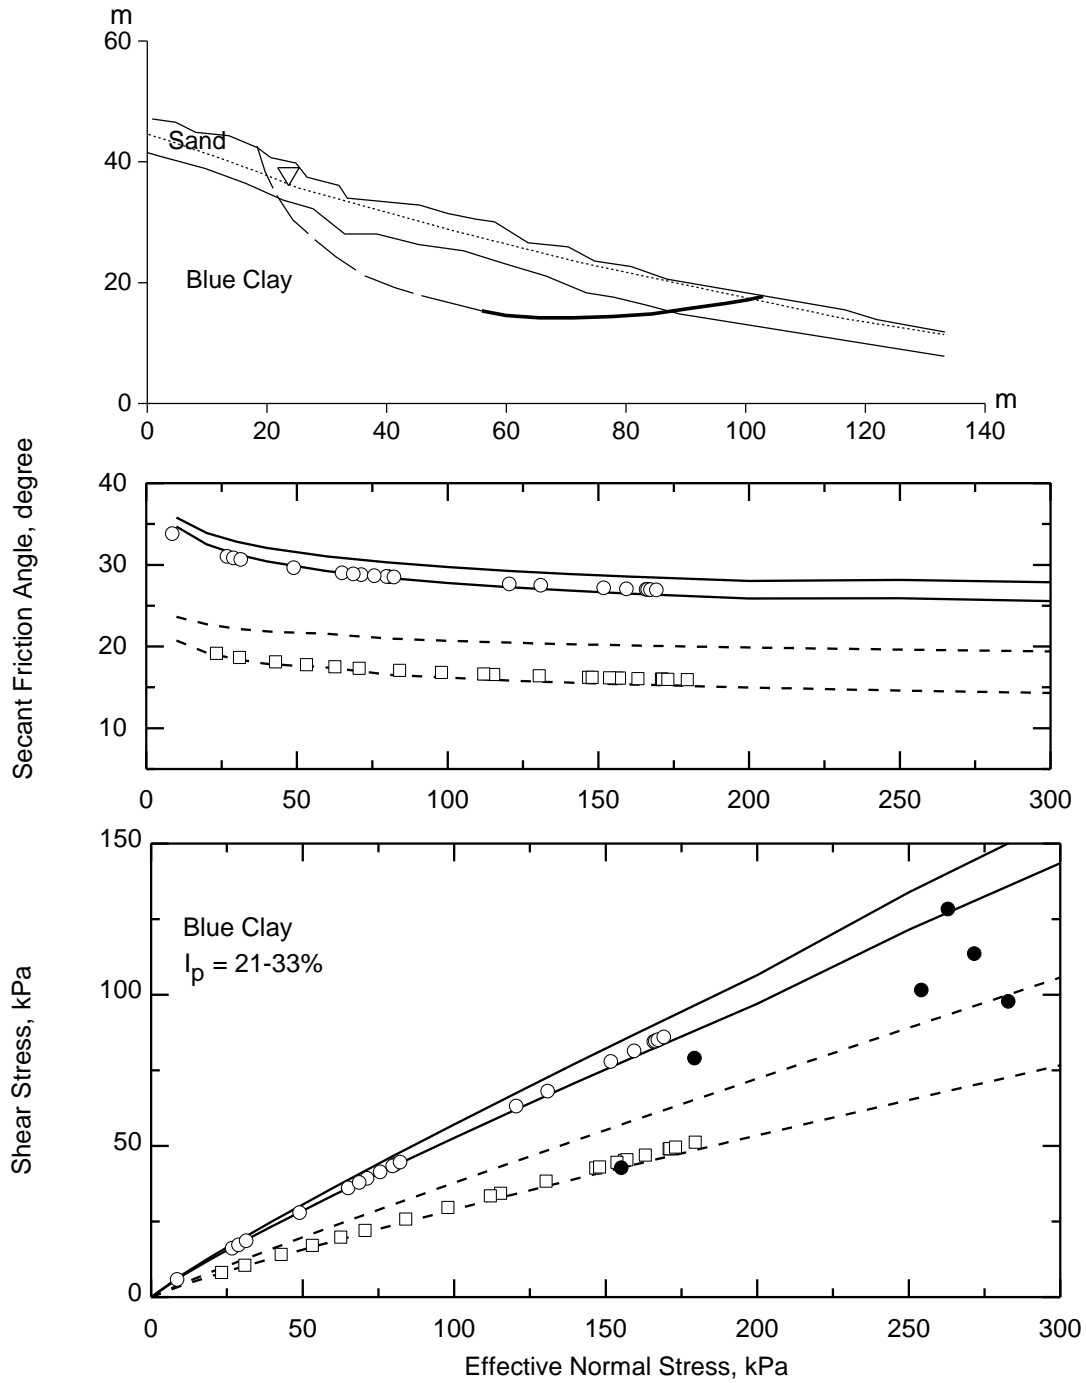 m
60
Sand
40
Blue Clay
20
0
m
0 20 40 60 80 100 120 140
Secant Friction Angle, degree
40
30
20
10
0 50 100 150 200 250 300
Shear Stress, kPa
150
Blue Clay
Ip = 21-33%
100
50
0
0 50 100 150 200 250 300
Effective Normal Stress, kPa